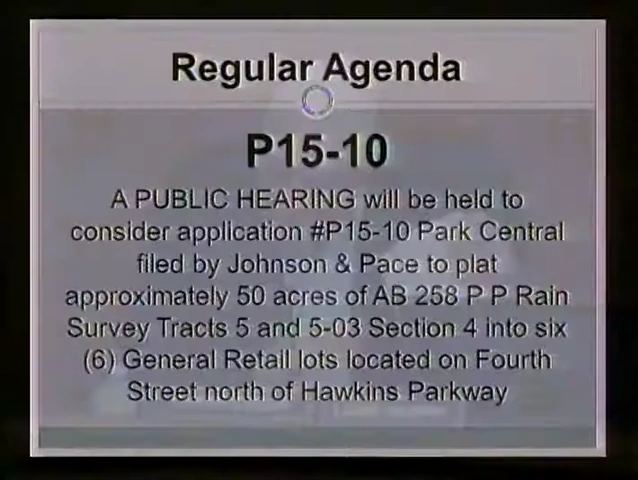 Regular Agenda
P15-10
A PUBLIC HEARING will be held to
consider application #P15-10 Park Central
filed by Johnson & Pace to plat
approximately 50 acres of AB 258 P P Rain
Survey Tracts 5 and 5-03 Section 4 into six
(6) General Retail lots located on Fourth
Street north of Hawkins Parkway